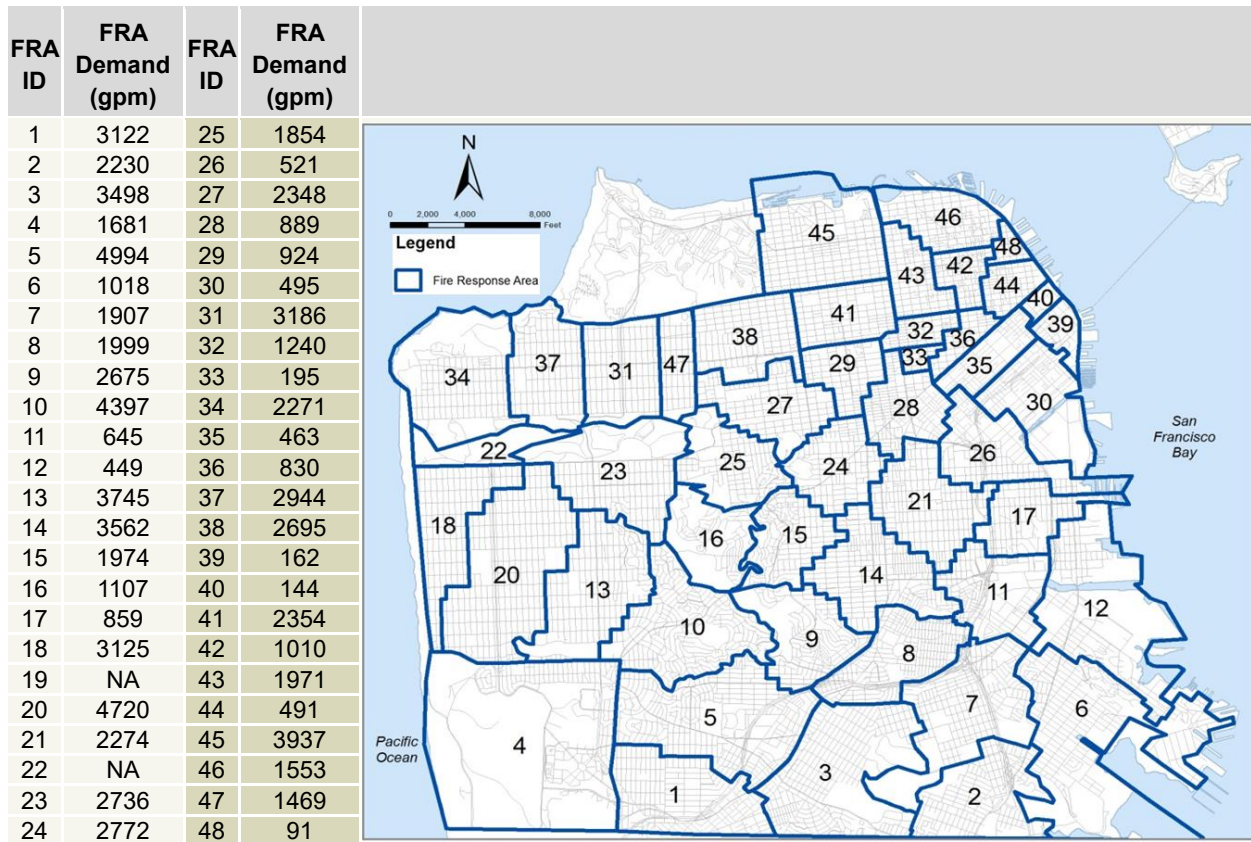 FRA ID FRA Demand (gpm) FRA ID FRA Demand (gpm)
1 3122 25 1854
2 2230 26 521
3 3498 27 2348
4 1681 28 889
5 4994 29 924
6 1018 30 495
7 1907 31 3186
8 1999 32 1240
9 2675 33 195
10 4397 34 2271
11 645 35 463
12 449 36 830
13 3745 37 2944
14 3562 38 2695
15 1974 39 162
16 1107 40 144
17 859 41 2354
18 3125 42 1010
19 NA 43 1971
20 4720 44 491
21 2274 45 3937
22 NA 46 1553
23 2736 47 1469
24 2772 48 91
N
0 2,000 4,000 8,000
Feet
Legend
Fire Response Area
46
45
48
43
42
44
40
41
39
32
36
38
33
29
35
37
31
47
34
28
27
30
San
Francisco
Bay
22
26
25
24
23
21
18
17
15
16
20
14
13
11
12
10
9
8
7
6
5
4
Pacific
Ocean
3
1
2